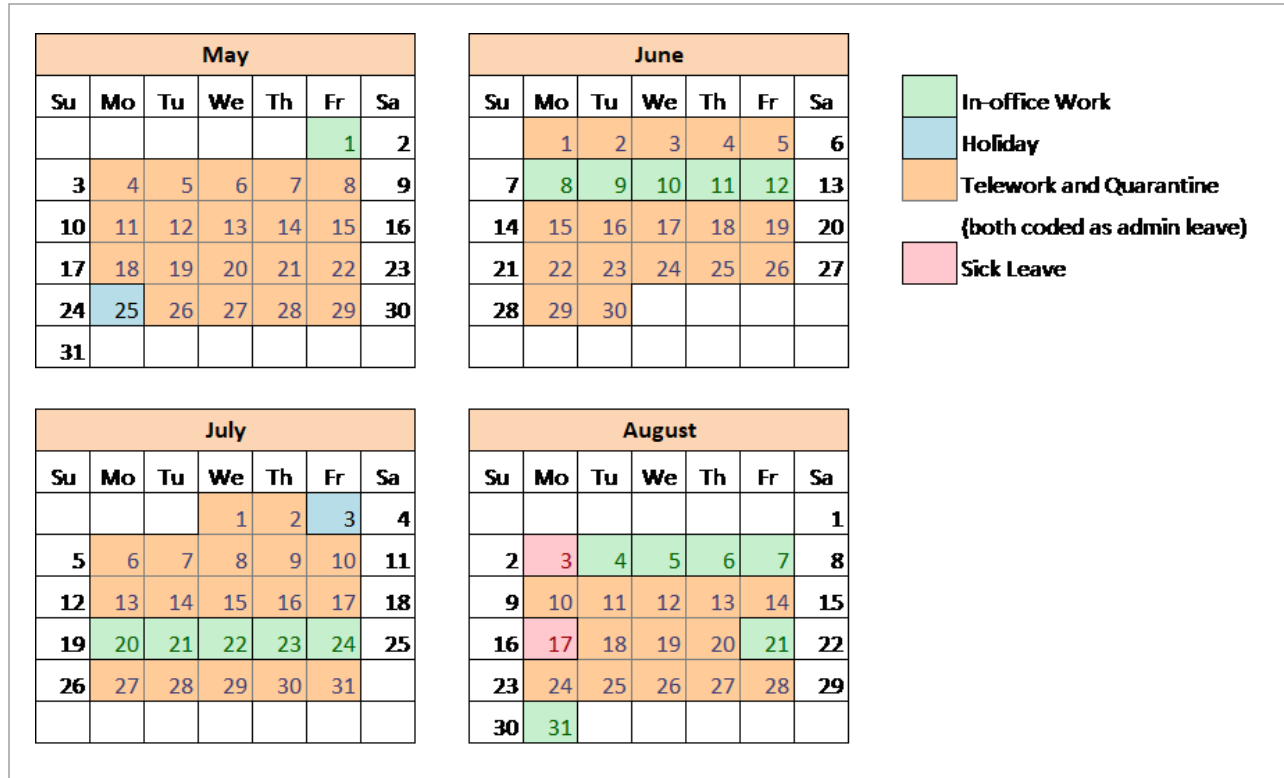 May
Su Mo Tu We Th Fr Sa
1 2
3 4 5 6 7 8 9
10 11 12 13 14 15 16
17 18 19 20 21 22 23
24 25 26 27 28 29 30
31
June
Su Mo Tu We Th Fr Sa
1 2 3 4 5 6
7 8 9 10 11 12 13
14 15 16 17 18 19 20
21 22 23 24 25 26 27
28 29 30
In-office Work
Holiday
Telework and Quarantine
(both coded as admin leave)
Sick Leave
July
Su Mo Tu We Th Fr Sa
1 2 3 4
5 6 7 8 9 10 11
12 13 14 15 16 17 18
19 20 21 22 23 24 25
26 27 28 29 30 31
August
Su Mo Tu We Th Fr Sa
1
2 3 4 5 6 7 8
9 10 11 12 13 14 15
16 17 18 19 20 21 22
23 24 25 26 27 28 29
30 31